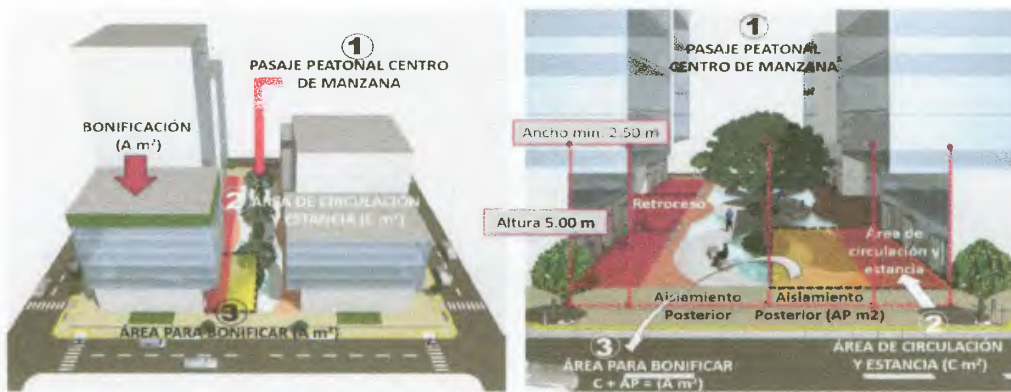 1
PASAJE PEATONAL CENTRO
DE MANZANA
BONIFICACIÓN
(A m²)
2 ÁREA DE CIRCULACIÓN
ESTANCIA (C m²)
3
ÁREA PARA BONIFICAR (A m²)
1
PASAJE PEATONAL
CENTRO DE MANZANA
Ancho min. 2.50 m
Retroceso
Altura 5.00 m
Área de
circulación y
estancia
Aislamiento
Posterior
Aislamiento
Posterior (AP m2)
2
ÁREA DE CIRCULACIÓN
Y ESTANCIA (C m²)
3
ÁREA PARA BONIFICAR
C + AP = (A m²)